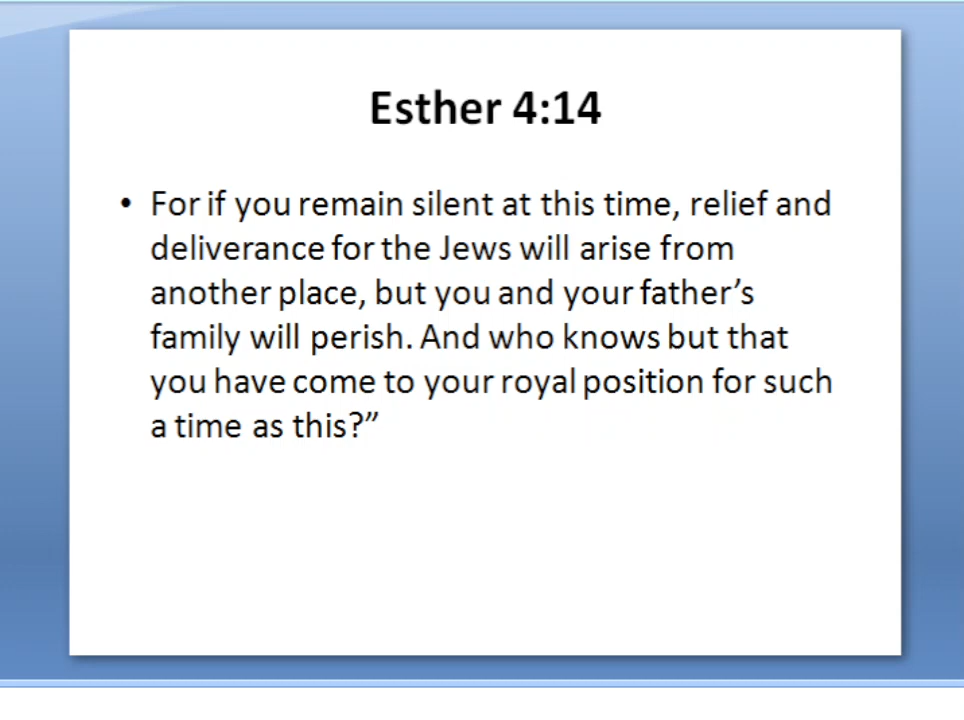 Esther 4:14
• For if you remain silent at this time, relief and
deliverance for the Jews will arise from
another place, but you and your father’s
family will perish. And who knows but that
you have come to your royal position for such
a time as this?”